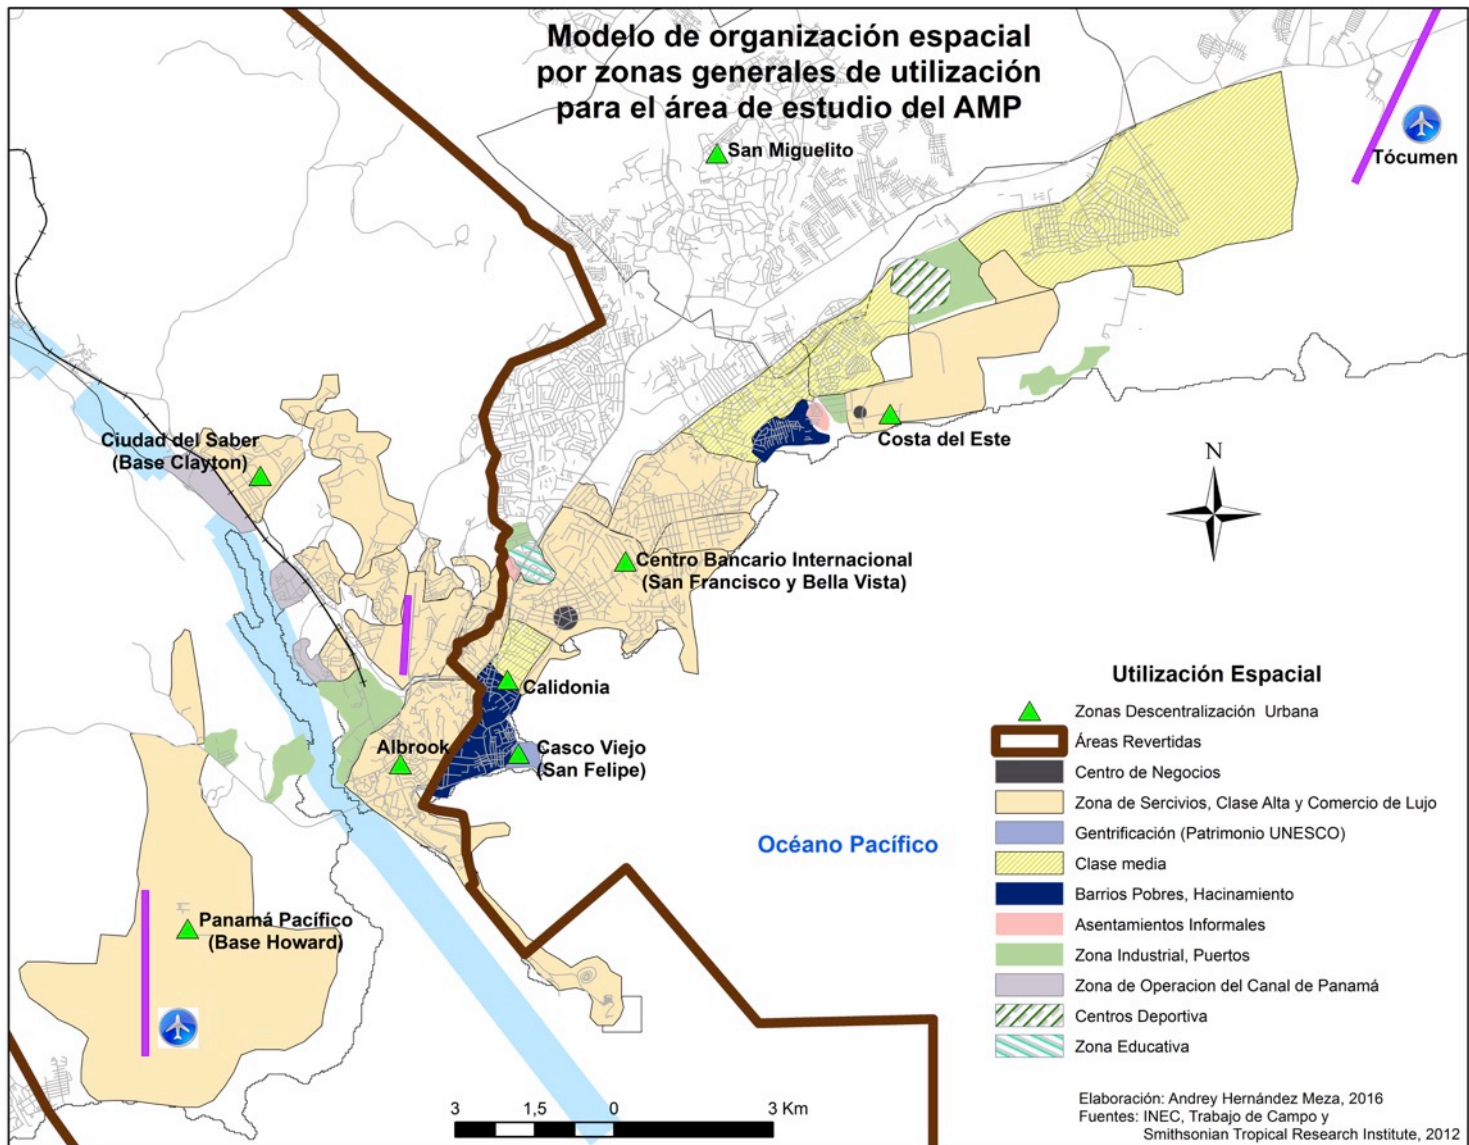 Modelo de organización espacial
por zonas generales de utilización
para el área de estudio del AMP
San Miguelito
Tócumen
Ciudad del Saber
(Base Clayton)
Costa del Este
N
Centro Bancario Internacional
(San Francisco y Bella Vista)
Calidonia
Albrook
Casco Viejo
(San Felipe)
Océano Pacífico
Panamá Pacífico
(Base Howard)
Utilización Espacial
Zonas Descentralización Urbana
Áreas Revertidas
Centro de Negocios
Zona de Sercivios, Clase Alta y Comercio de Lujo
Gentrificación (Patrimonio UNESCO)
Clase media
Barrios Pobres, Hacinamiento
Asentamientos Informales
Zona Industrial, Puertos
Zona de Operacion del Canal de Panamá
Centros Deportiva
Zona Educativa
3 1,5 0 3 Km
Elaboración: Andrey Hernández Meza, 2016
Fuentes: INEC, Trabajo de Campo y
Smithsonian Tropical Research Institute, 2012